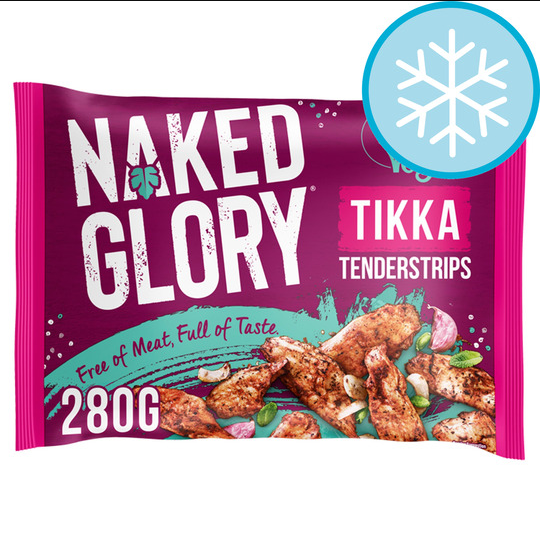 NAKED
GLORY®
TIKKA
TENDERSTRIPS
Free of Meat, Full of Taste.
280G